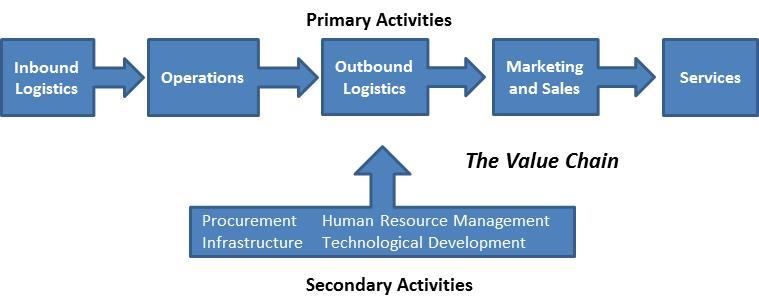 Primary Activities
Inbound
Logistics
Operations
Outbound
Logistics
Marketing
and Sales
Services
The Value Chain
Procurement Human Resource Management
Infrastructure Technological Development
Secondary Activities